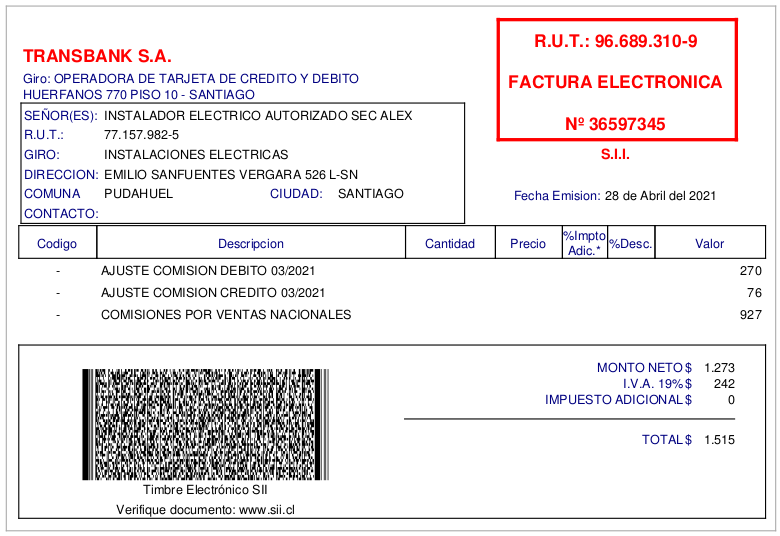 TRANSBANK S.A.
Giro: OPERADORA DE TARJETA DE CREDITO Y DEBITO
HUERFANOS 770 PISO 10 - SANTIAGO
R.U.T.: 96.689.310-9
FACTURA ELECTRONICA
Nº 36597345
S.I.I.
SEÑOR(ES): INSTALADOR ELECTRICO AUTORIZADO SEC ALEX
R.U.T.: 77.157.982-5
GIRO: INSTALACIONES ELECTRICAS
DIRECCION: EMILIO SANFUENTES VERGARA 526 L-SN
COMUNA PUDAHUEL CIUDAD: SANTIAGO
CONTACTO:
Fecha Emision: 28 de Abril del 2021
Codigo Descripcion Cantidad Precio %Impto Adic.* %Desc. Valor
- AJUSTE COMISION DEBITO 03/2021 270
- AJUSTE COMISION CREDITO 03/2021 76
- COMISIONES POR VENTAS NACIONALES 927
MONTO NETO $ 1.273
I.V.A. 19% $ 242
IMPUESTO ADICIONAL $ 0
TOTAL $ 1.515
Timbre Electrónico SII
Verifique documento: www.sii.cl